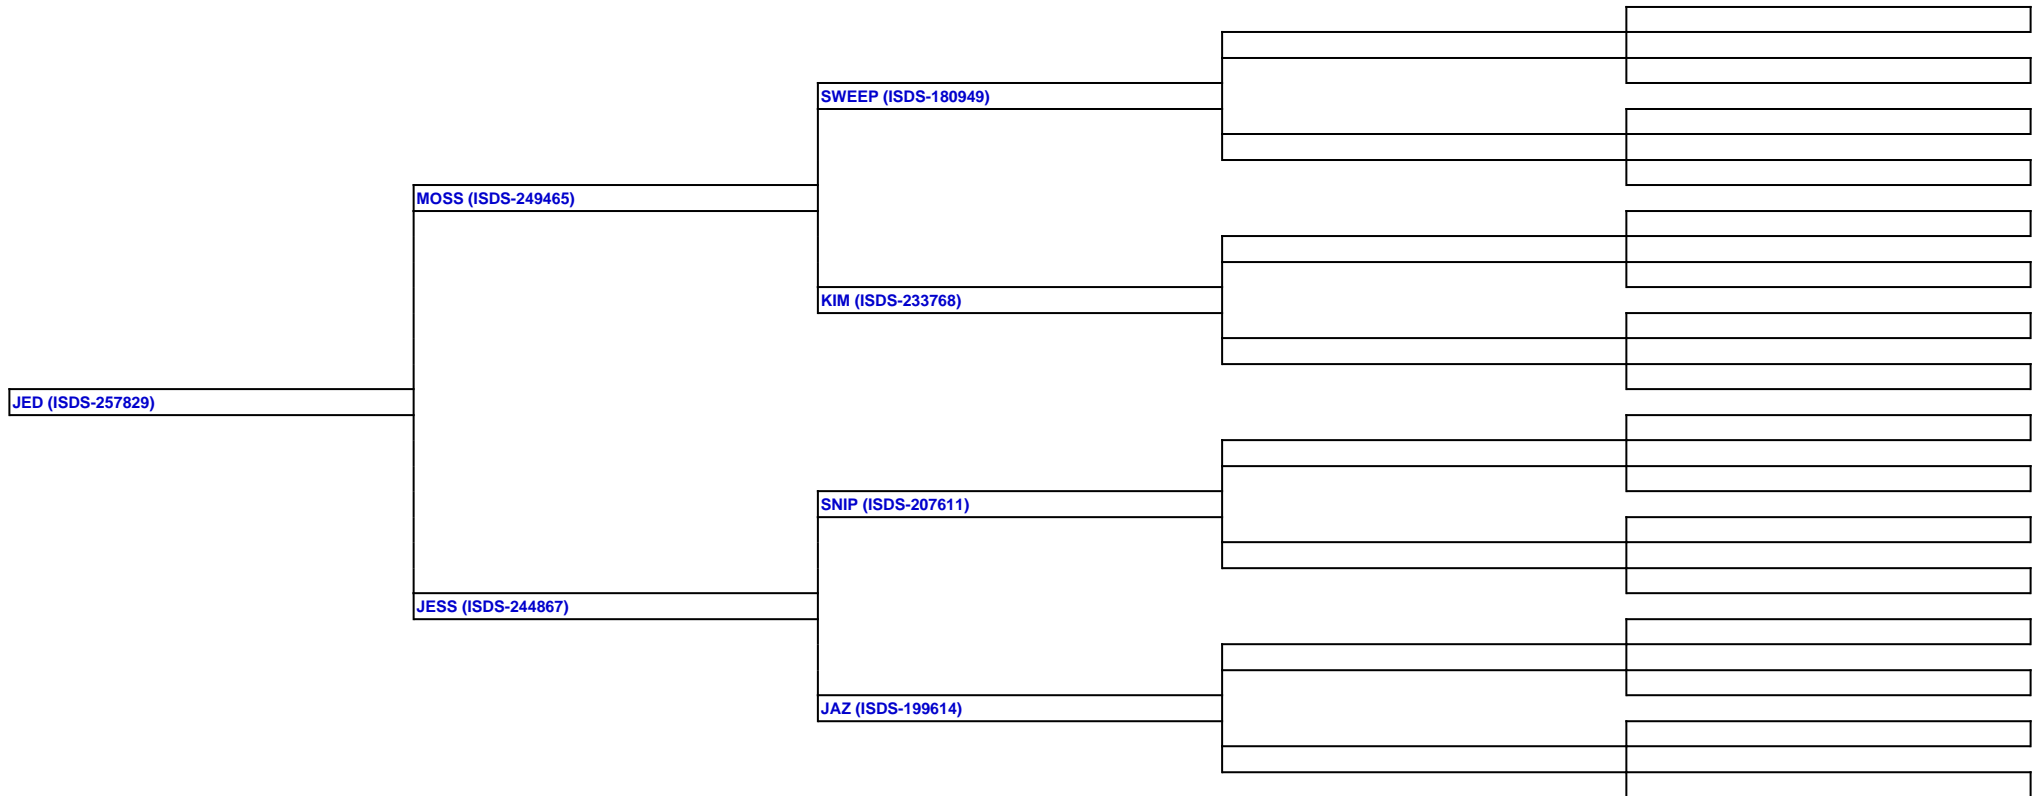 SWEEP (ISDS-180949)
MOSS (ISDS-249465)
KIM (ISDS-233768)
JED (ISDS-257829)
SNIP (ISDS-207611)
JESS (ISDS-244867)
JAZ (ISDS-199614)